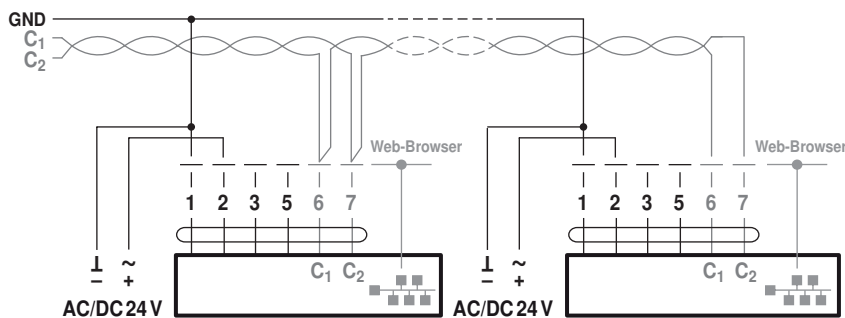 GND
C1
C2
Web-Browser Web-Browser
1 2 3 5 6 7 1 2 3 5 6 7
⊥ ~ C1 C2 ⊥ ~ C1 C2
− + − +
AC/DC 24 V AC/DC 24 V